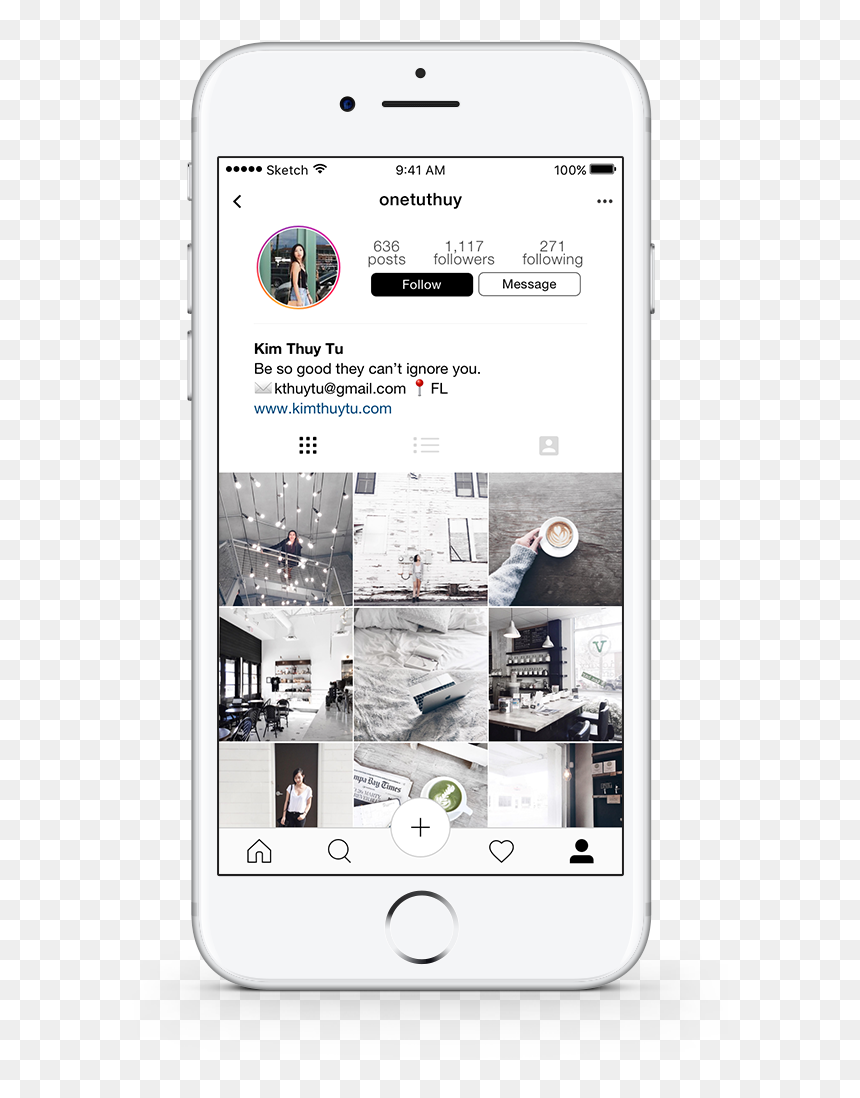 Sketch 9:41 AM 100%
onetuthuy
636 1,117 271
posts followers following
Follow Message
Kim Thuy Tu
Be so good they can’t ignore you.
kthuytu@gmail.com FL
www.kimthuytu.com
V
mpa Bay Times